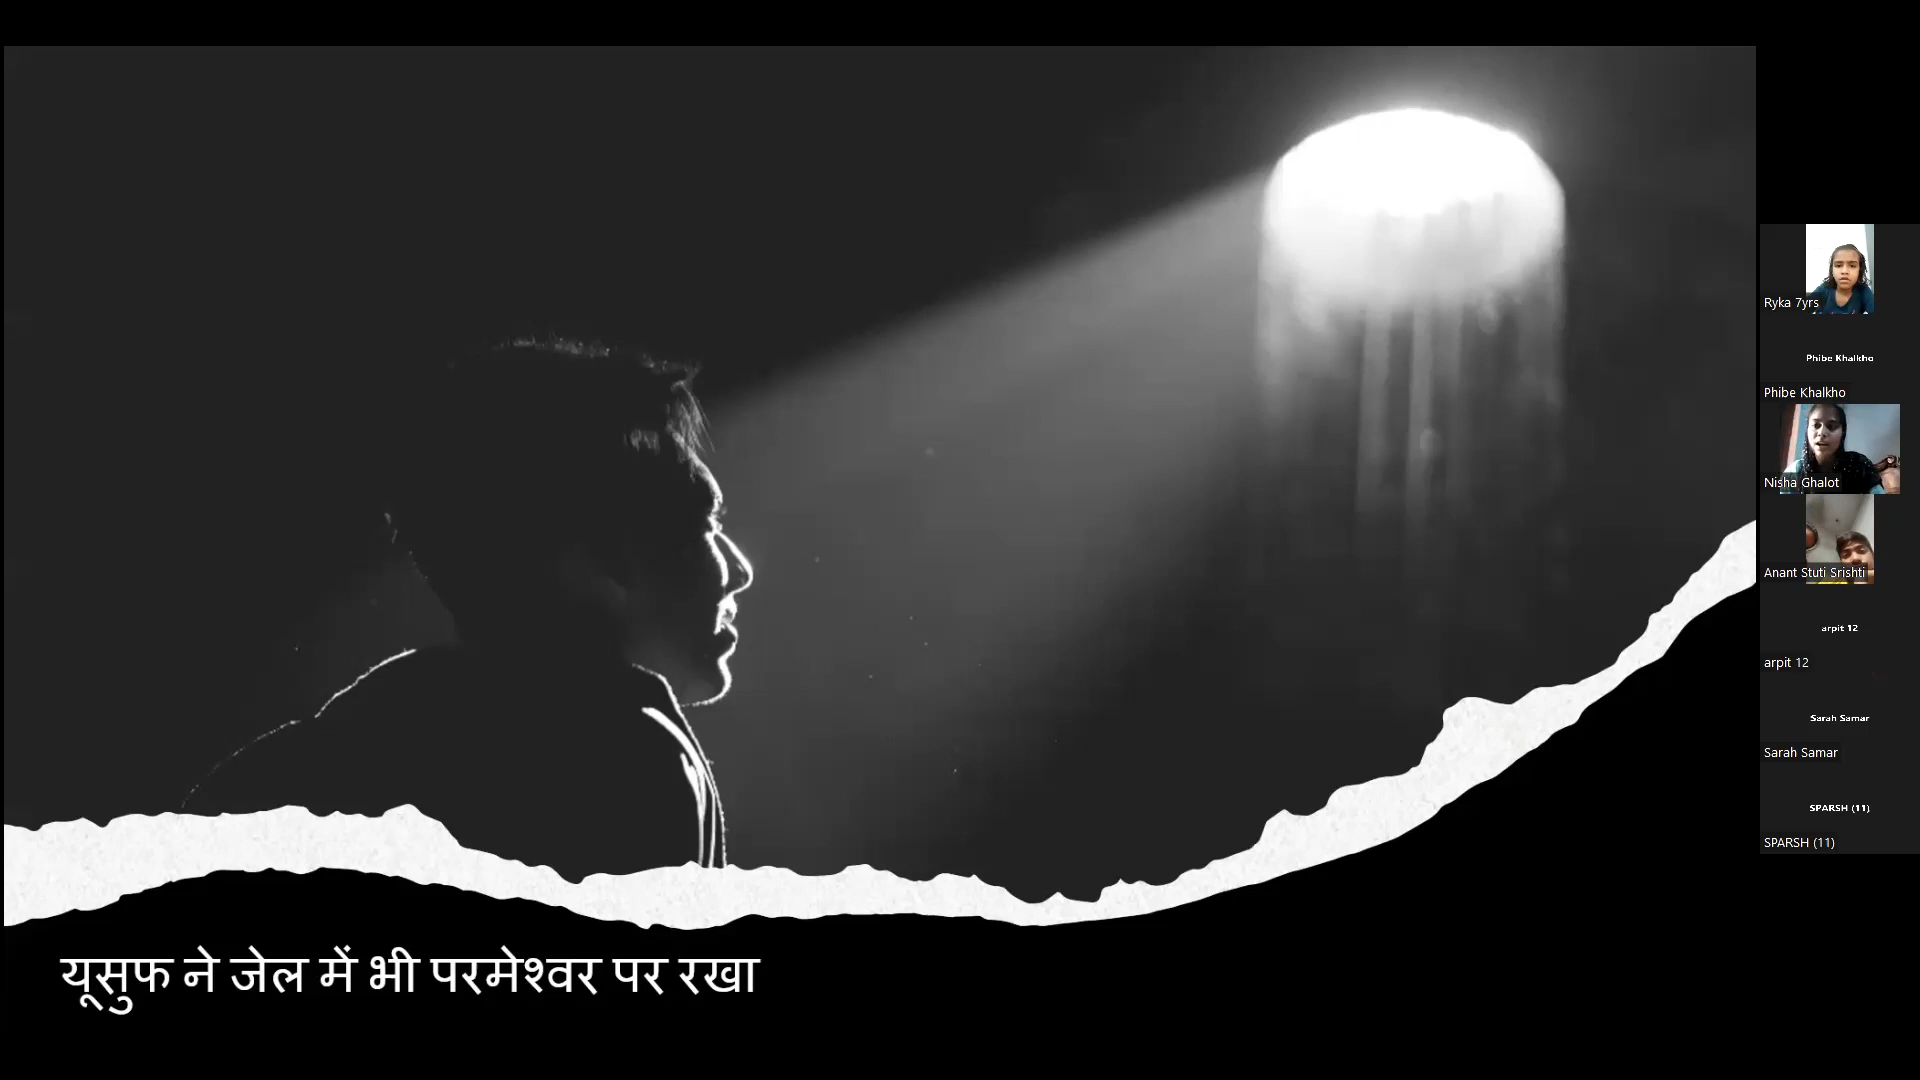 यूसुफ ने जेल में भी परमेश्वर पर रखा
Ryka 7yrs
Phibe Khalkho
Phibe Khalkho
Nisha Ghalot
Anant Stuti Srishti
arpit 12
arpit 12
Sarah Samar
Sarah Samar
SPARSH (11)
SPARSH (11)